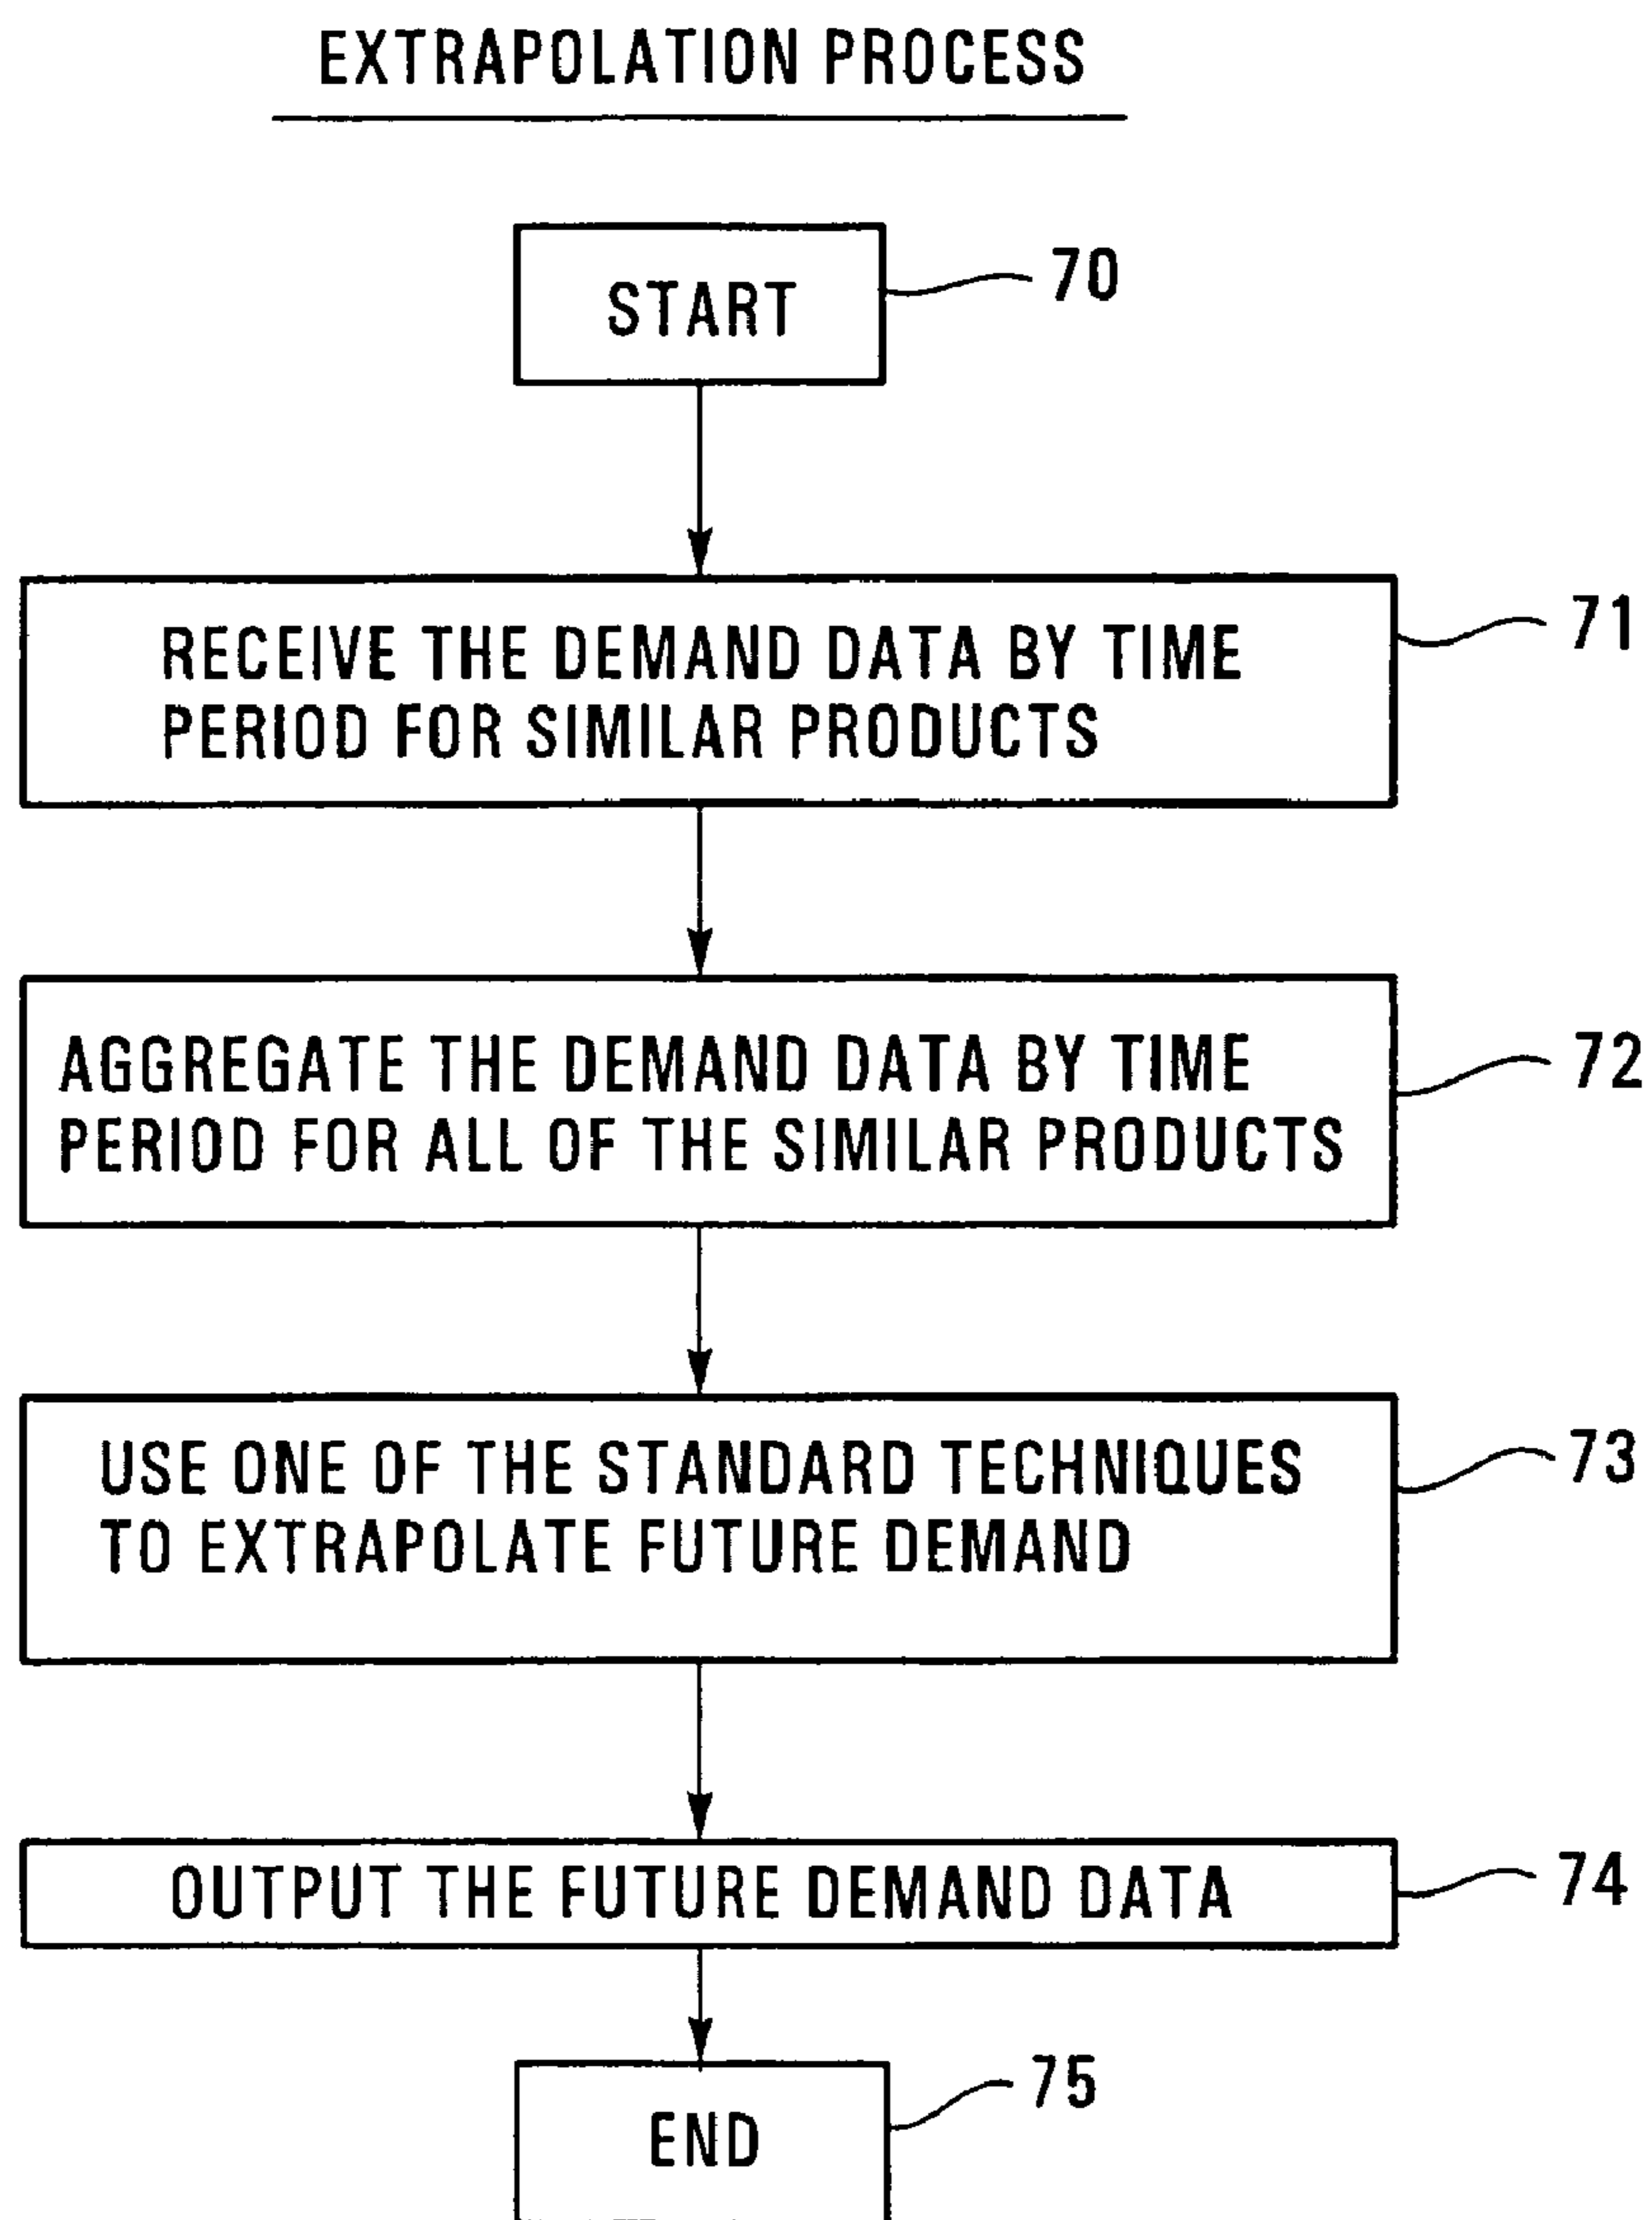 EXTRAPOLATION PROCESS
START
70
RECEIVE THE DEMAND DATA BY TIME
PERIOD FOR SIMILAR PRODUCTS
71
AGGREGATE THE DEMAND DATA BY TIME
PERIOD FOR ALL OF THE SIMILAR PRODUCTS
72
USE ONE OF THE STANDARD TECHNIQUES
TO EXTRAPOLATE FUTURE DEMAND
73
OUTPUT THE FUTURE DEMAND DATA
74
END
75